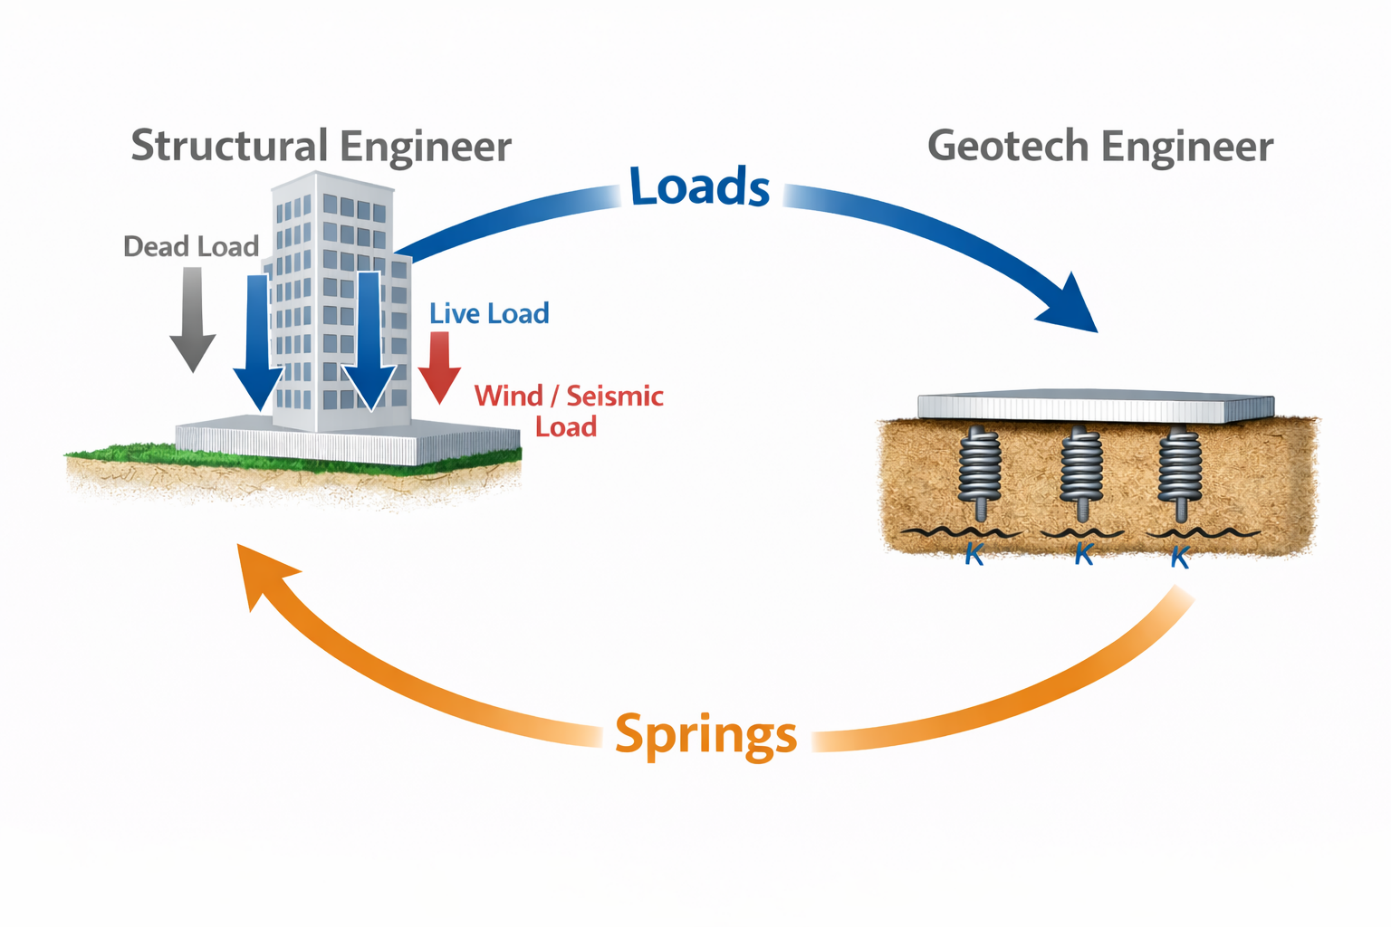 Structural Engineer
Geotech Engineer
Loads
Dead Load
Live Load
Wind / Seismic
Load
K
K
K
Springs